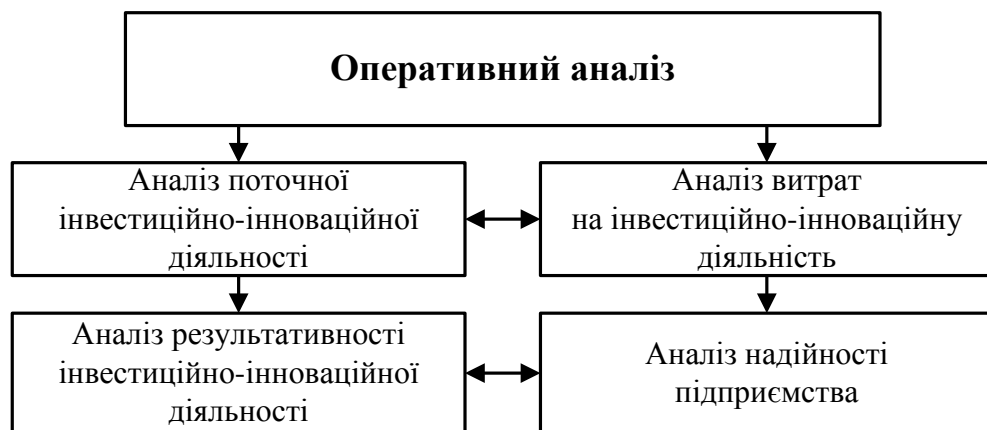 Оперативний аналіз
Аналіз поточної
інвестиційно-інноваційної
діяльності
Аналіз витрат
на інвестиційно-інноваційну
діяльність
Аналіз результативності
інвестиційно-інноваційної
діяльності
Аналіз надійності
підприємства